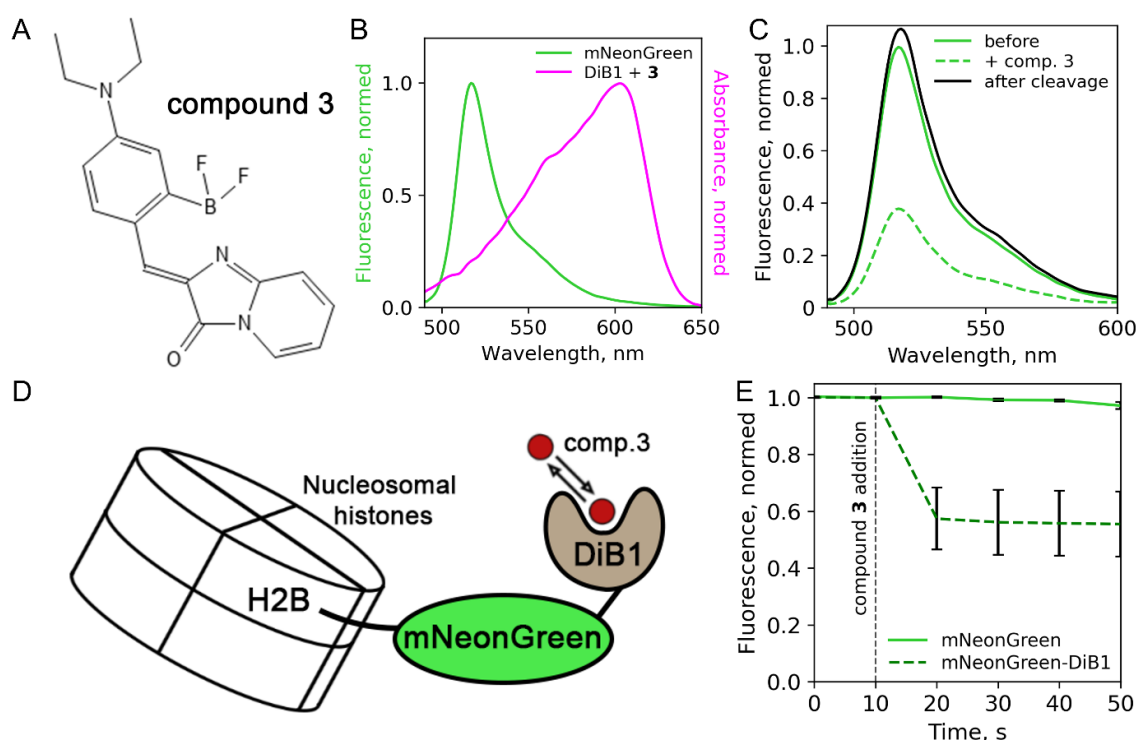 A
N
compound 3
F
F
B
N
N
O
B
mNeonGreen
DiB1 + 3
Fluorescence, normed
Absorbance, normed
1.0
0.5
0.0
500
550
600
650
Wavelength, nm
C
before
+ comp. 3
after cleavage
Fluorescence, normed
1.0
0.8
0.6
0.4
0.2
0
500
550
600
Wavelength, nm
D
comp.3
Nucleosomal
histones
DiB1
H2B
mNeonGreen
E
Fluorescence, normed
1.0
0.8
0.6
0.4
0.2
0.0
compound 3 addition
mNeonGreen
mNeonGreen-DiB1
0
10
20
30
40
50
Time, s